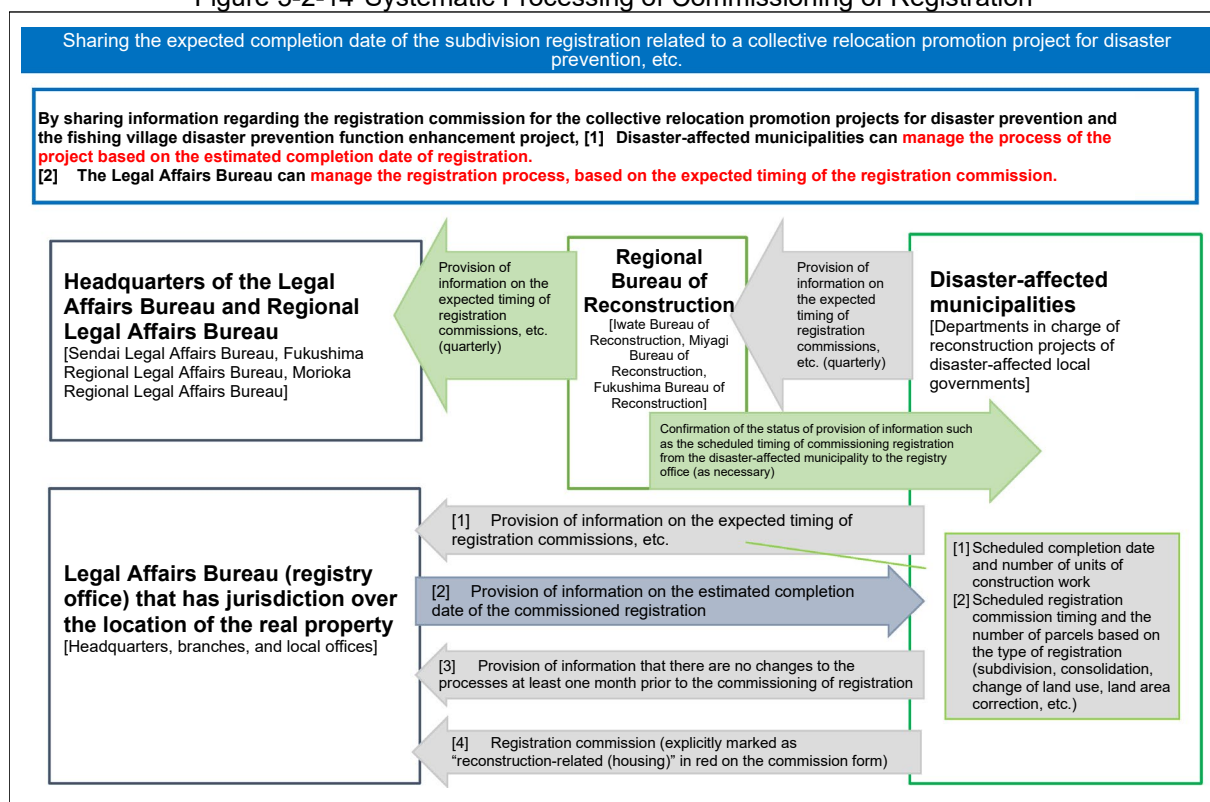 Figure 3-2-14 Systematic Processing of Commissioning of Registration
Sharing the expected completion date of the subdivision registration related to a collective relocation promotion project for disaster
prevention, etc.
By sharing information regarding the registration commission for the collective relocation promotion projects for disaster prevention and
the fishing village disaster prevention function enhancement project, [1] Disaster-affected municipalities can manage the process of the
project based on the estimated completion date of registration.
[2] The Legal Affairs Bureau can manage the registration process, based on the expected timing of the registration commission.
Headquarters of the Legal
Affairs Bureau and Regional
Legal Affairs Bureau
[Sendai Legal Affairs Bureau, Fukushima
Regional Legal Affairs Bureau, Morioka
Regional Legal Affairs Bureau]
Provision of
information on the
expected timing of
registration
commissions, etc.
(quarterly)
Regional
Bureau of
Reconstruction
[Iwate Bureau of
Reconstruction, Miyagi
Bureau of
Reconstruction,
Fukushima Bureau of
Reconstruction]
Provision of
information on
the expected
timing of
registration
commissions,
etc. (quarterly)
Disaster-affected
municipalities
[Departments in charge of
reconstruction projects of
disaster-affected local
governments]
Confirmation of the status of provision of information such
as the scheduled timing of commissioning registration
from the disaster-affected municipality to the registry
office (as necessary)
Legal Affairs Bureau (registry
office) that has jurisdiction over
the location of the real property
[Headquarters, branches, and local offices]
[1] Provision of information on the expected timing of
registration commissions, etc.
[2] Provision of information on the estimated completion
date of the commissioned registration
[3] Provision of information that there are no changes to the
processes at least one month prior to the commissioning of registration
[4] Registration commission (explicitly marked as
“reconstruction-related (housing)” in red on the commission form)
[1] Scheduled completion date
and number of units of
construction work
[2] Scheduled registration
commission timing and the
number of parcels based on
the type of registration
(subdivision, consolidation,
change of land use, land area
correction, etc.)